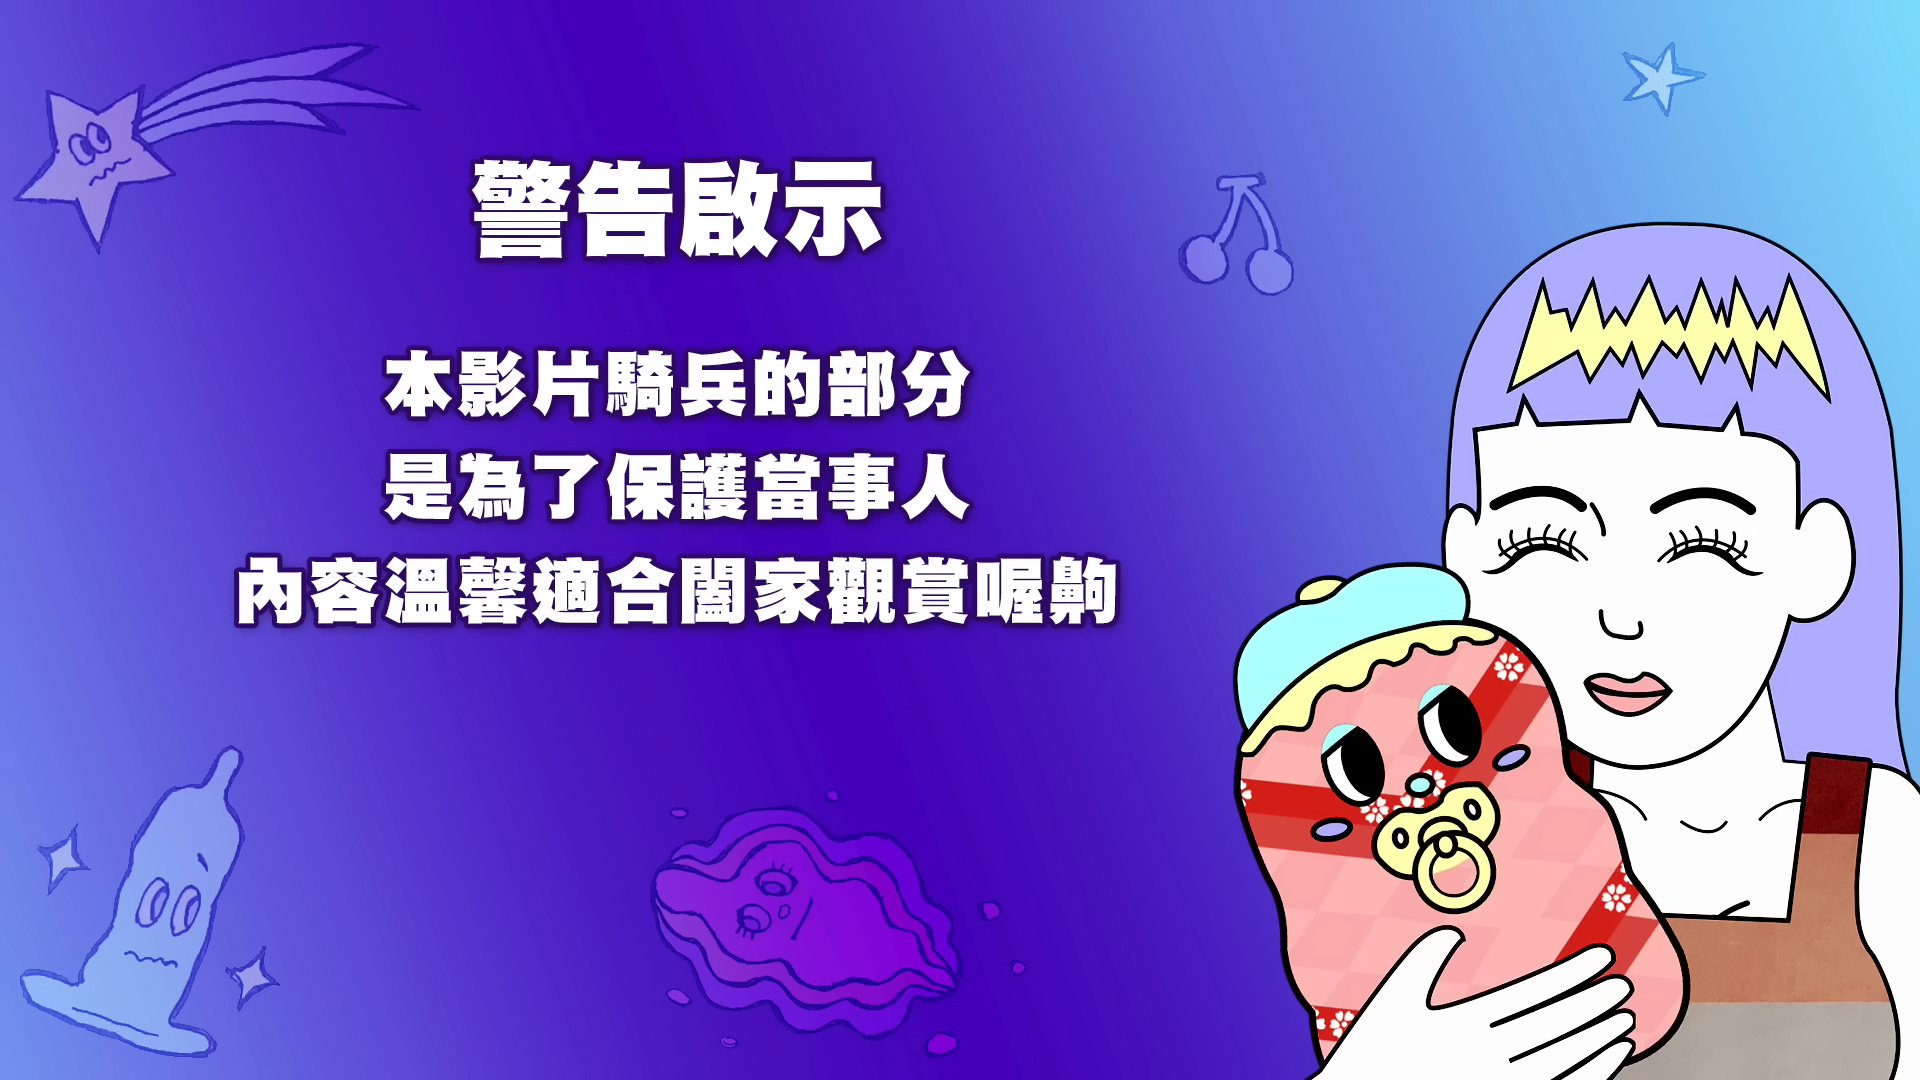 警告啟示
本影片騎兵的部分
是為了保護當事人
內容溫馨適合闔家觀賞喔齁